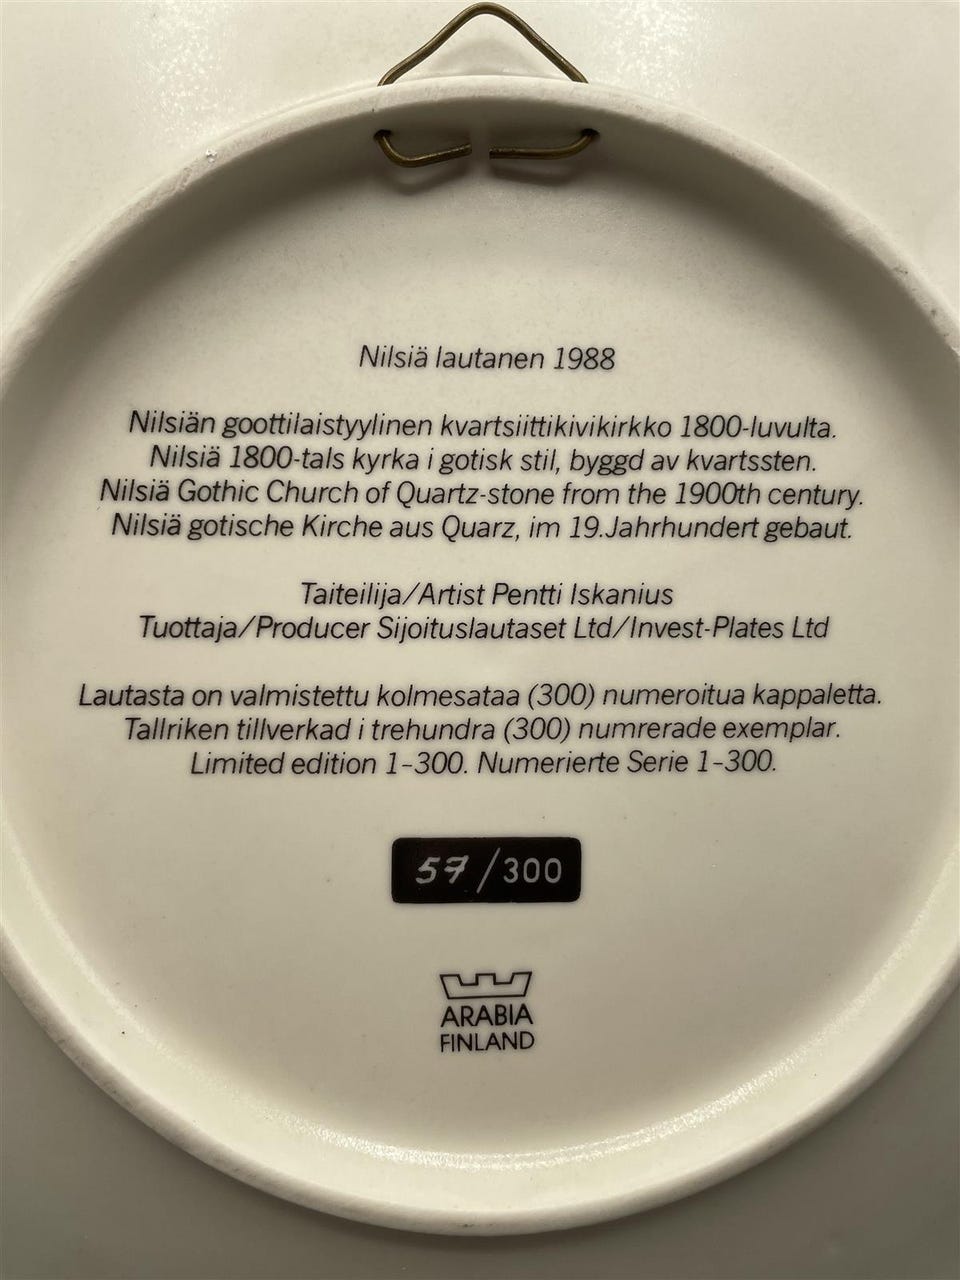 Nilsiä lautanen 1988
Nilsiän goottilaistyylinen kvartsiittikivikirkko 1800-luvulta.
Nilsiä 1800-tals kyrka i gotisk stil, byggd av kvartssten.
Nilsiä Gothic Church of Quartz-stone from the 1900th century.
Nilsiä gotische Kirche aus Quarz, im 19.Jahrhundert gebaut.
Taiteilija/Artist Pentti Iskanius
Tuottaja/Producer Sijoituslautaset Ltd/Invest-Plates Ltd
Lautasta on valmistettu kolmesataa (300) numeroitua kappaletta.
Tallriken tillverkad i trehundra (300) numrerade exemplar.
Limited edition 1-300. Numerierte Serie 1-300.
57/300
ARABIA
FINLAND